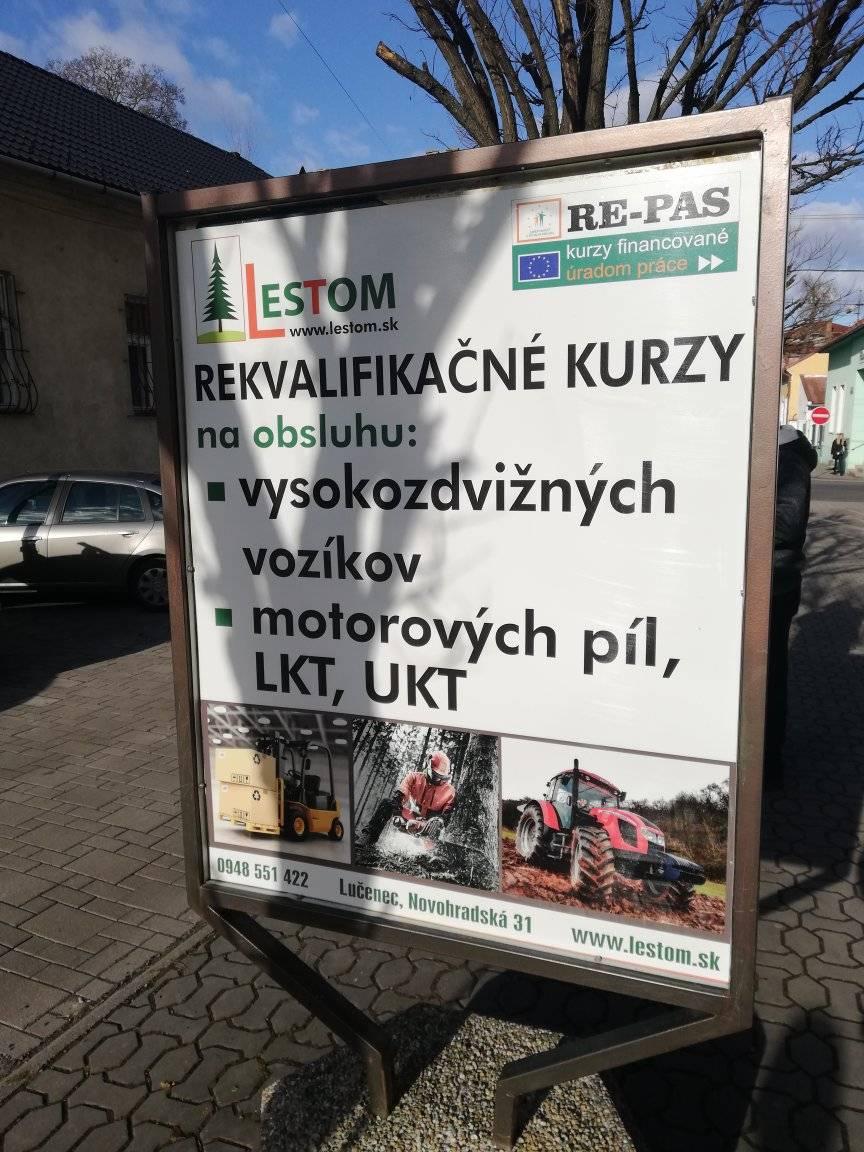 RE-PAS
kurzy financované
úradom práce
LESTOM
www.lestom.sk
REKVALIFIKAČNÉ KURZY
na obsluhu:
vysokozdvižných
vozíkov
motorových píl,
LKT, UKT
0948 551 422
Lučenec, Novohradská 31
www.lestom.sk